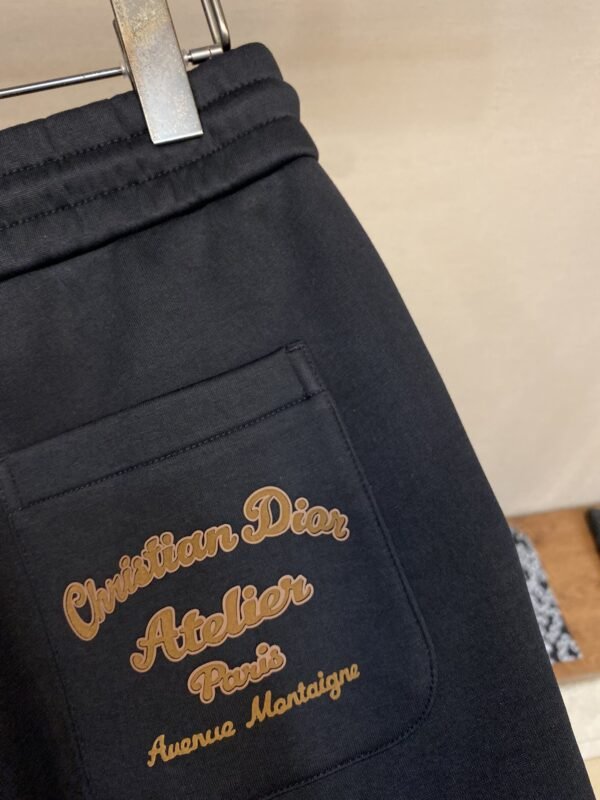 Christian Dior
Atelier
Paris
Avenue Montaigne